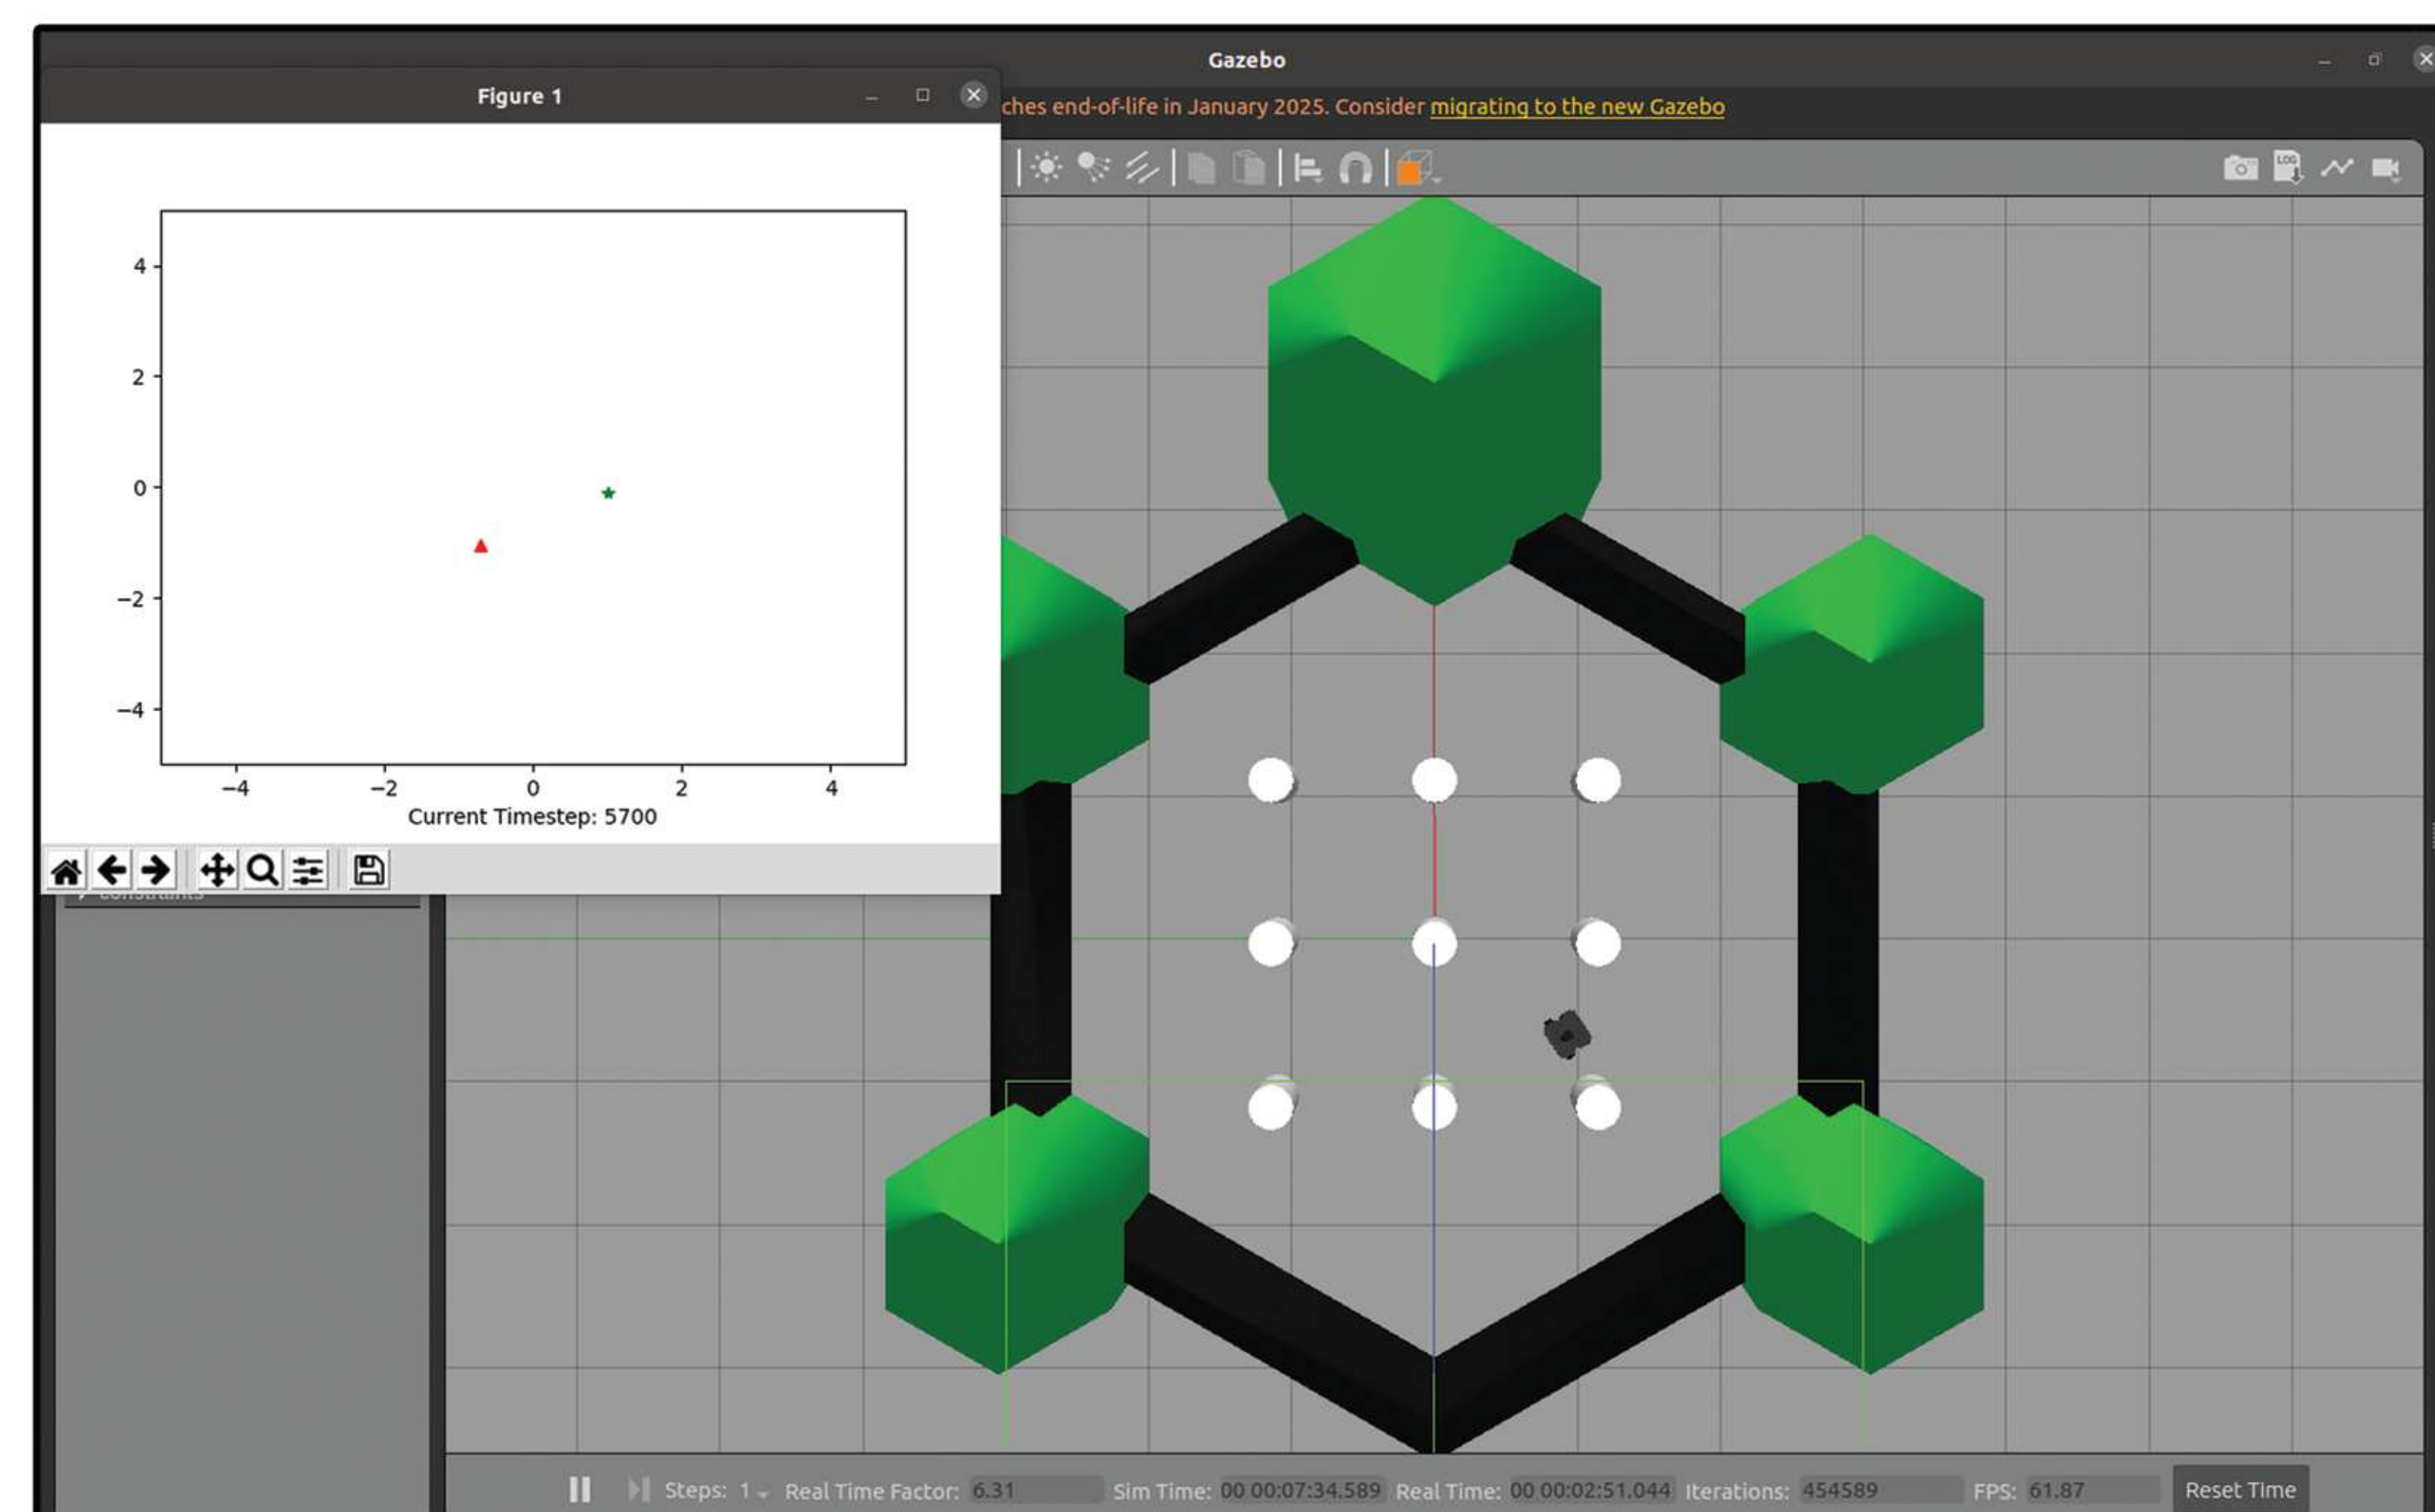 Gazebo
Figure 1
ches end-of-life in January 2025. Consider migrating to the new Gazebo
LOG
4
2
0
−2
−4
−4
−2
0
2
4
Current Timestep: 5700
constraints
Steps: 1 Real Time Factor: 6.31 Sim Time: 00 00:07:34.589 Real Time: 00 00:02:51.044 Iterations: 454589 FPS: 61.87 Reset Time